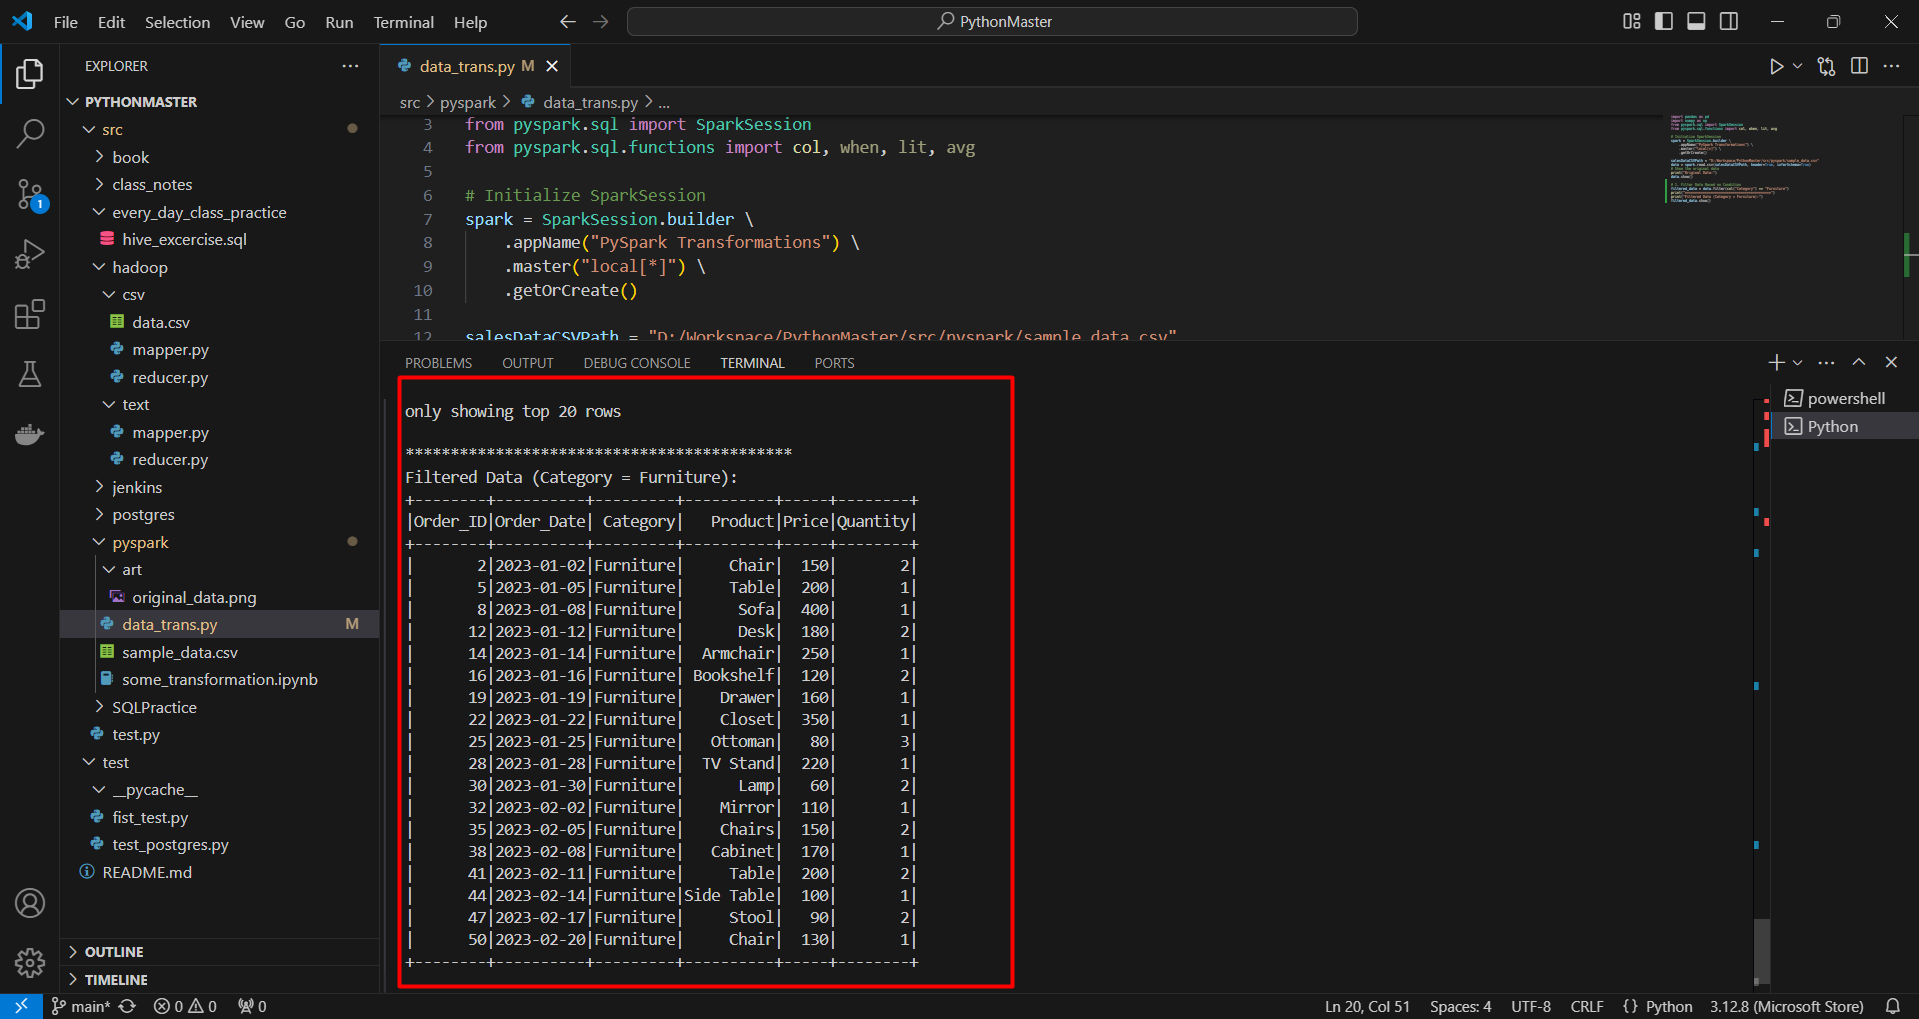 File Edit Selection View Go Run Terminal Help
PythonMaster
EXPLORER
PYTHONMASTER
src
book
class_notes
every_day_class_practice
hive_excercise.sql
hadoop
csv
data.csv
mapper.py
reducer.py
text
mapper.py
reducer.py
jenkins
postgres
pyspark
art
original_data.png
data_trans.py M
sample_data.csv
some_transformation.ipynb
SQLPractice
test.py
test
__pycache__
fist_test.py
test_postgres.py
README.md
OUTLINE
TIMELINE
1
data_trans.py M
src > pyspark > data_trans.py > ...
3 from pyspark.sql import SparkSession
4 from pyspark.sql.functions import col, when, lit, avg
5
6 # Initialize SparkSession
7 spark = SparkSession.builder \
8 .appName("PySpark Transformations") \
9 .master("local[*]") \
10 .getOrCreate()
11
12 salesDataCSVPath = "D:/Workspace/PythonMaster/src/pyspark/sample_data.csv"
PROBLEMS OUTPUT DEBUG CONSOLE TERMINAL PORTS
only showing top 20 rows
*******************************************
Filtered Data (Category = Furniture):
+--------+----------+---------+----------+-----+--------+
|Order_ID|Order_Date| Category|   Product|Price|Quantity|
+--------+----------+---------+----------+-----+--------+
|       2|2023-01-02|Furniture|     Chair|  150|       2|
|       5|2023-01-05|Furniture|     Table|  200|       1|
|       8|2023-01-08|Furniture|      Sofa|  400|       1|
|      12|2023-01-12|Furniture|      Desk|  180|       2|
|      14|2023-01-14|Furniture|  Armchair|  250|       1|
|      16|2023-01-16|Furniture| Bookshelf|  120|       2|
|      19|2023-01-19|Furniture|    Drawer|  160|       1|
|      22|2023-01-22|Furniture|    Closet|  350|       1|
|      25|2023-01-25|Furniture|   Ottoman|   80|       3|
|      28|2023-01-28|Furniture|  TV Stand|  220|       1|
|      30|2023-01-30|Furniture|      Lamp|   60|       2|
|      32|2023-02-02|Furniture|    Mirror|  110|       1|
|      35|2023-02-05|Furniture|    Chairs|  150|       2|
|      38|2023-02-08|Furniture|   Cabinet|  170|       1|
|      41|2023-02-11|Furniture|     Table|  200|       2|
|      44|2023-02-14|Furniture|Side Table|  100|       1|
|      47|2023-02-17|Furniture|     Stool|   90|       2|
|      50|2023-02-20|Furniture|     Chair|  130|       1|
+--------+----------+---------+----------+-----+--------+
powershell
Python
main* 0 0 0
Ln 20, Col 51 Spaces: 4 UTF-8 CRLF {} Python 3.12.8 (Microsoft Store)